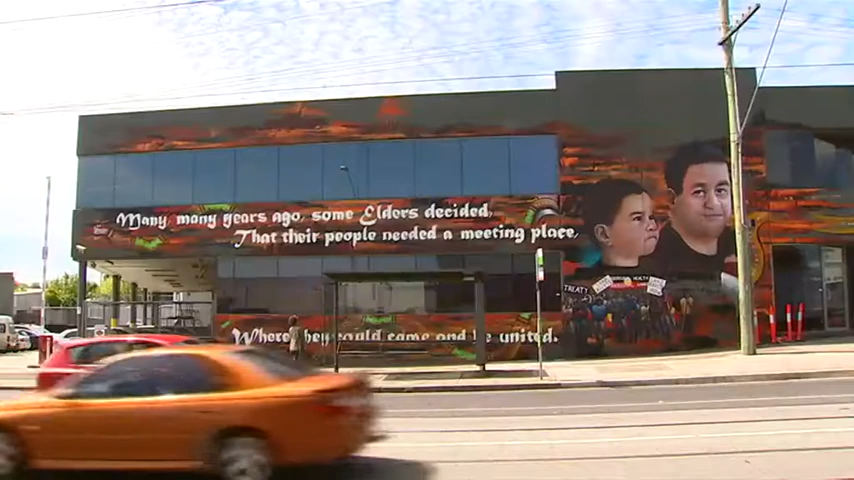 Many, many years ago, some Elders decided,
That their people needed a meeting place,
Where they could come and be united.
TREATY